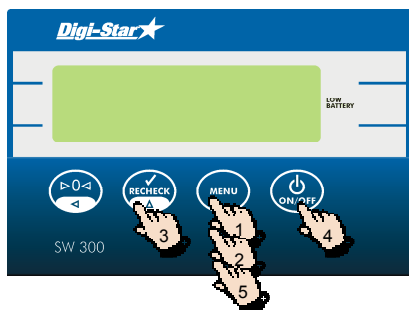 Digi-Star
LOW
BATTERY
0
RECHECK
MENU
ON/OFF
3
1
4
2
5
SW 300